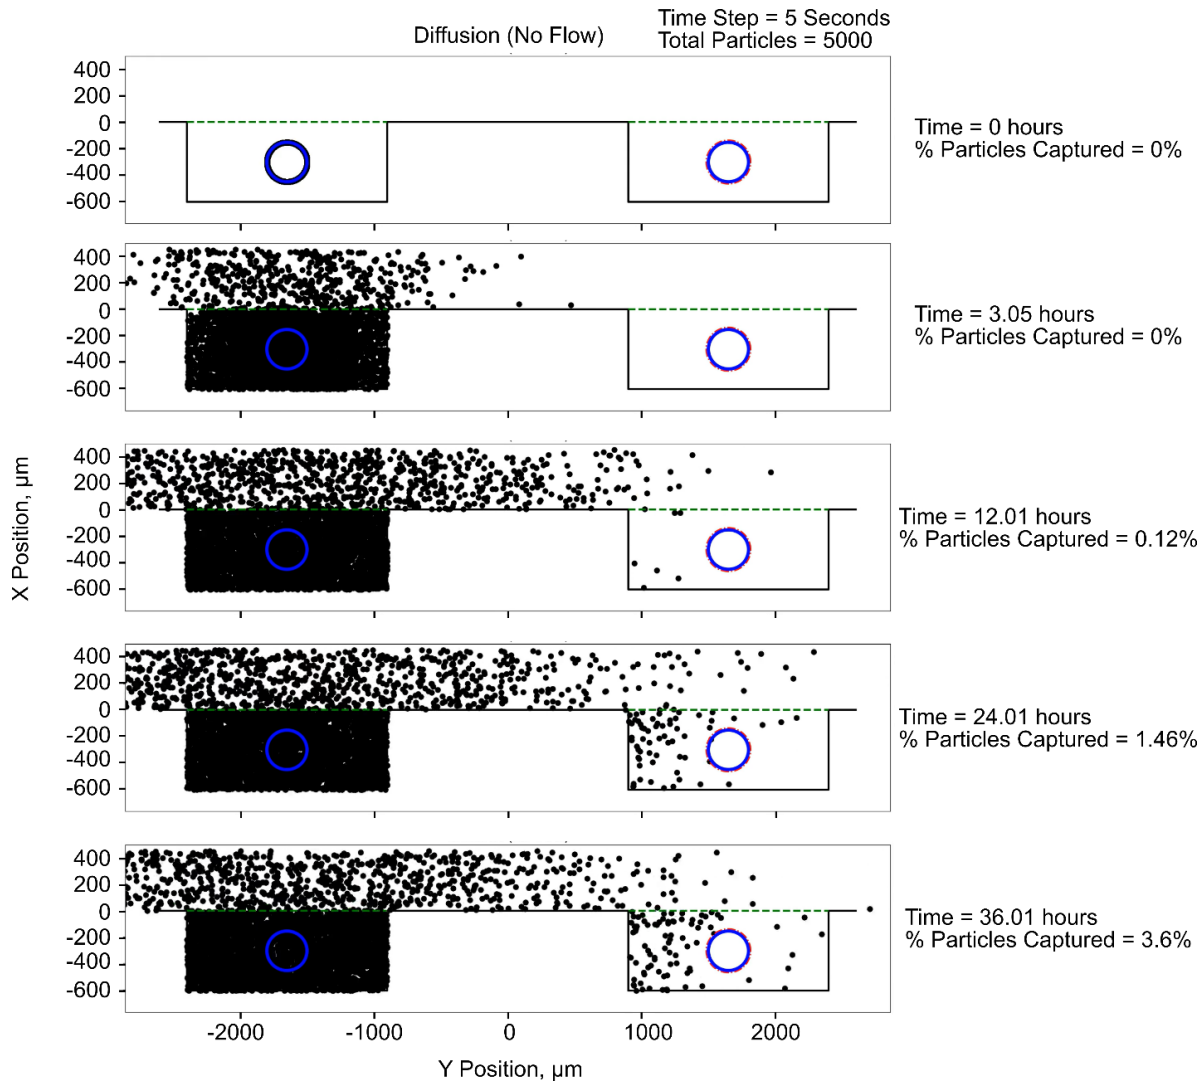 Diffusion (No Flow)
Time Step = 5 Seconds
Total Particles = 5000
400
200
0
-200
-400
-600
Time = 0 hours
% Particles Captured = 0%
400
200
0
-200
-400
-600
Time = 3.05 hours
% Particles Captured = 0%
X Position, µm
400
200
0
-200
-400
-600
Time = 12.01 hours
% Particles Captured = 0.12%
400
200
0
-200
-400
-600
Time = 24.01 hours
% Particles Captured = 1.46%
400
200
0
-200
-400
-600
Time = 36.01 hours
% Particles Captured = 3.6%
-2000
-1000
0
1000
2000
Y Position, µm